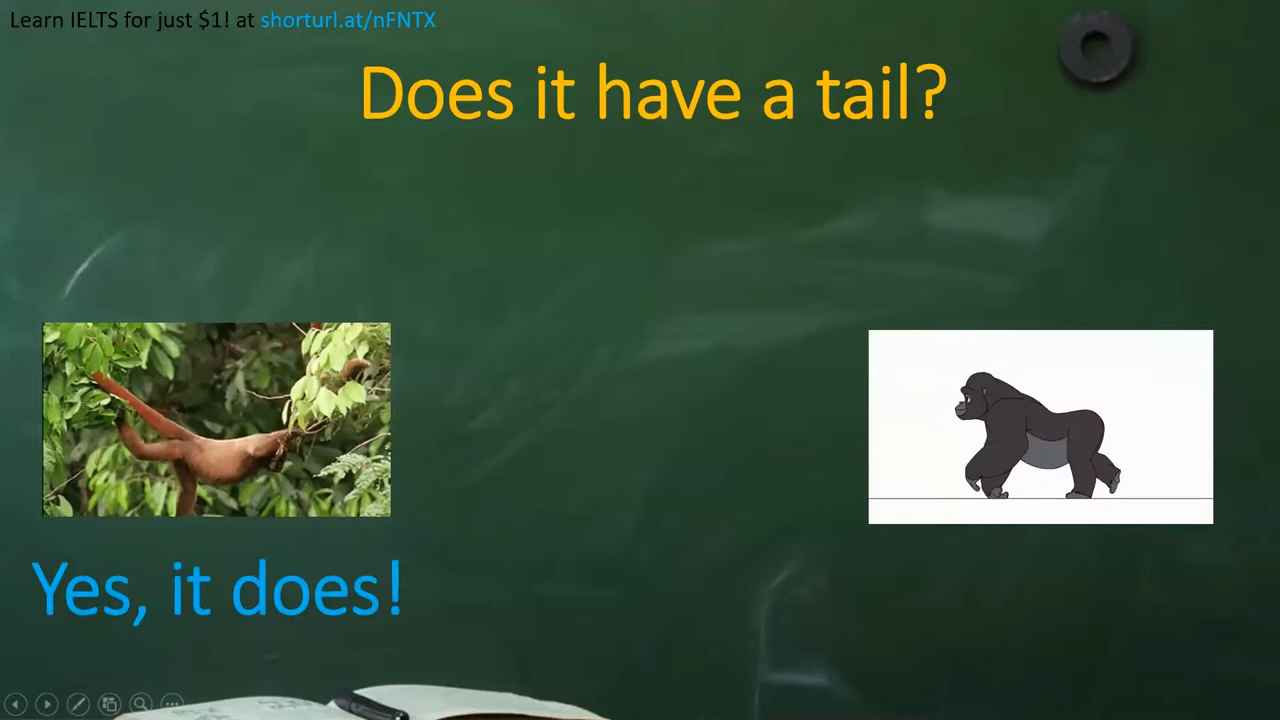 Learn IELTS for just $1! at shorturl.at/nFNTX
Does it have a tail?
Yes, it does!